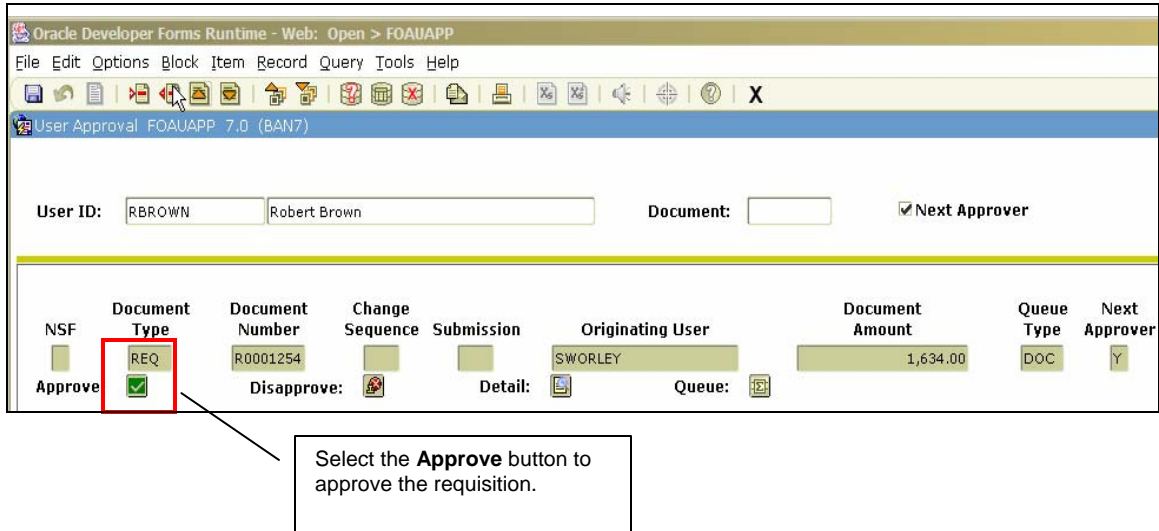 Oracle Developer Forms Runtime - Web: Open > FOAUAPP
File Edit Options Block Item Record Query Tools Help
X
User Approval FOAUAPP 7.0 (BAN7)
User ID: RBROWN Robert Brown Document: Next Approver
NSF Document Type Document Number Change Sequence Submission Originating User Document Amount Queue Type Next Approver
REQ R0001254 SWORLEY 1,634.00 DOC Y
Approve Disapprove: Detail: Queue:
Select the Approve button to
approve the requisition.